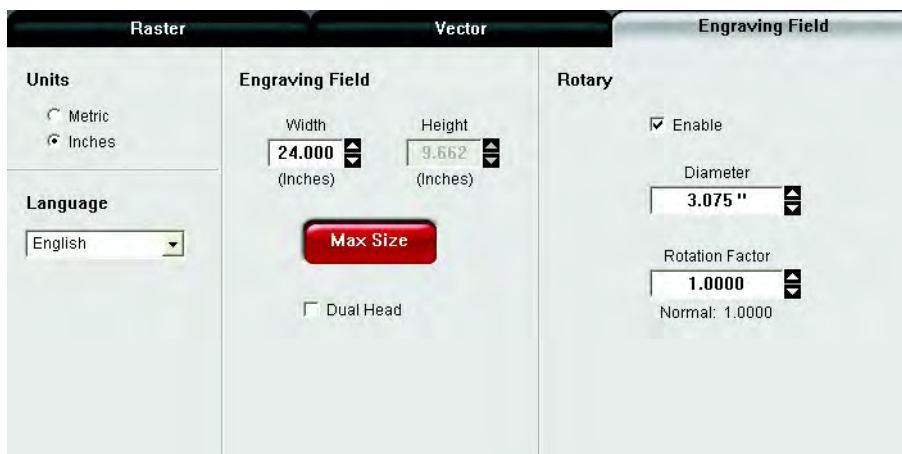 Raster
Vector
Engraving Field
Units
Metric
Inches
Language
English
Engraving Field
Width
Height
24.000
9.662
(Inches)
(Inches)
Max Size
Dual Head
Rotary
Enable
Diameter
3.075 "
Rotation Factor
1.0000
Normal: 1.0000